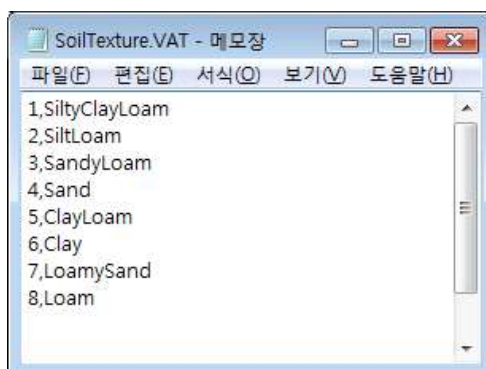 SoilTexture.VAT - 메모장
파일(F) 편집(E) 서식(O) 보기(V) 도움말(H)
1,SiltyClayLoam
2,SiltLoam
3,SandyLoam
4,Sand
5,ClayLoam
6,Clay
7,LoamySand
8,Loam